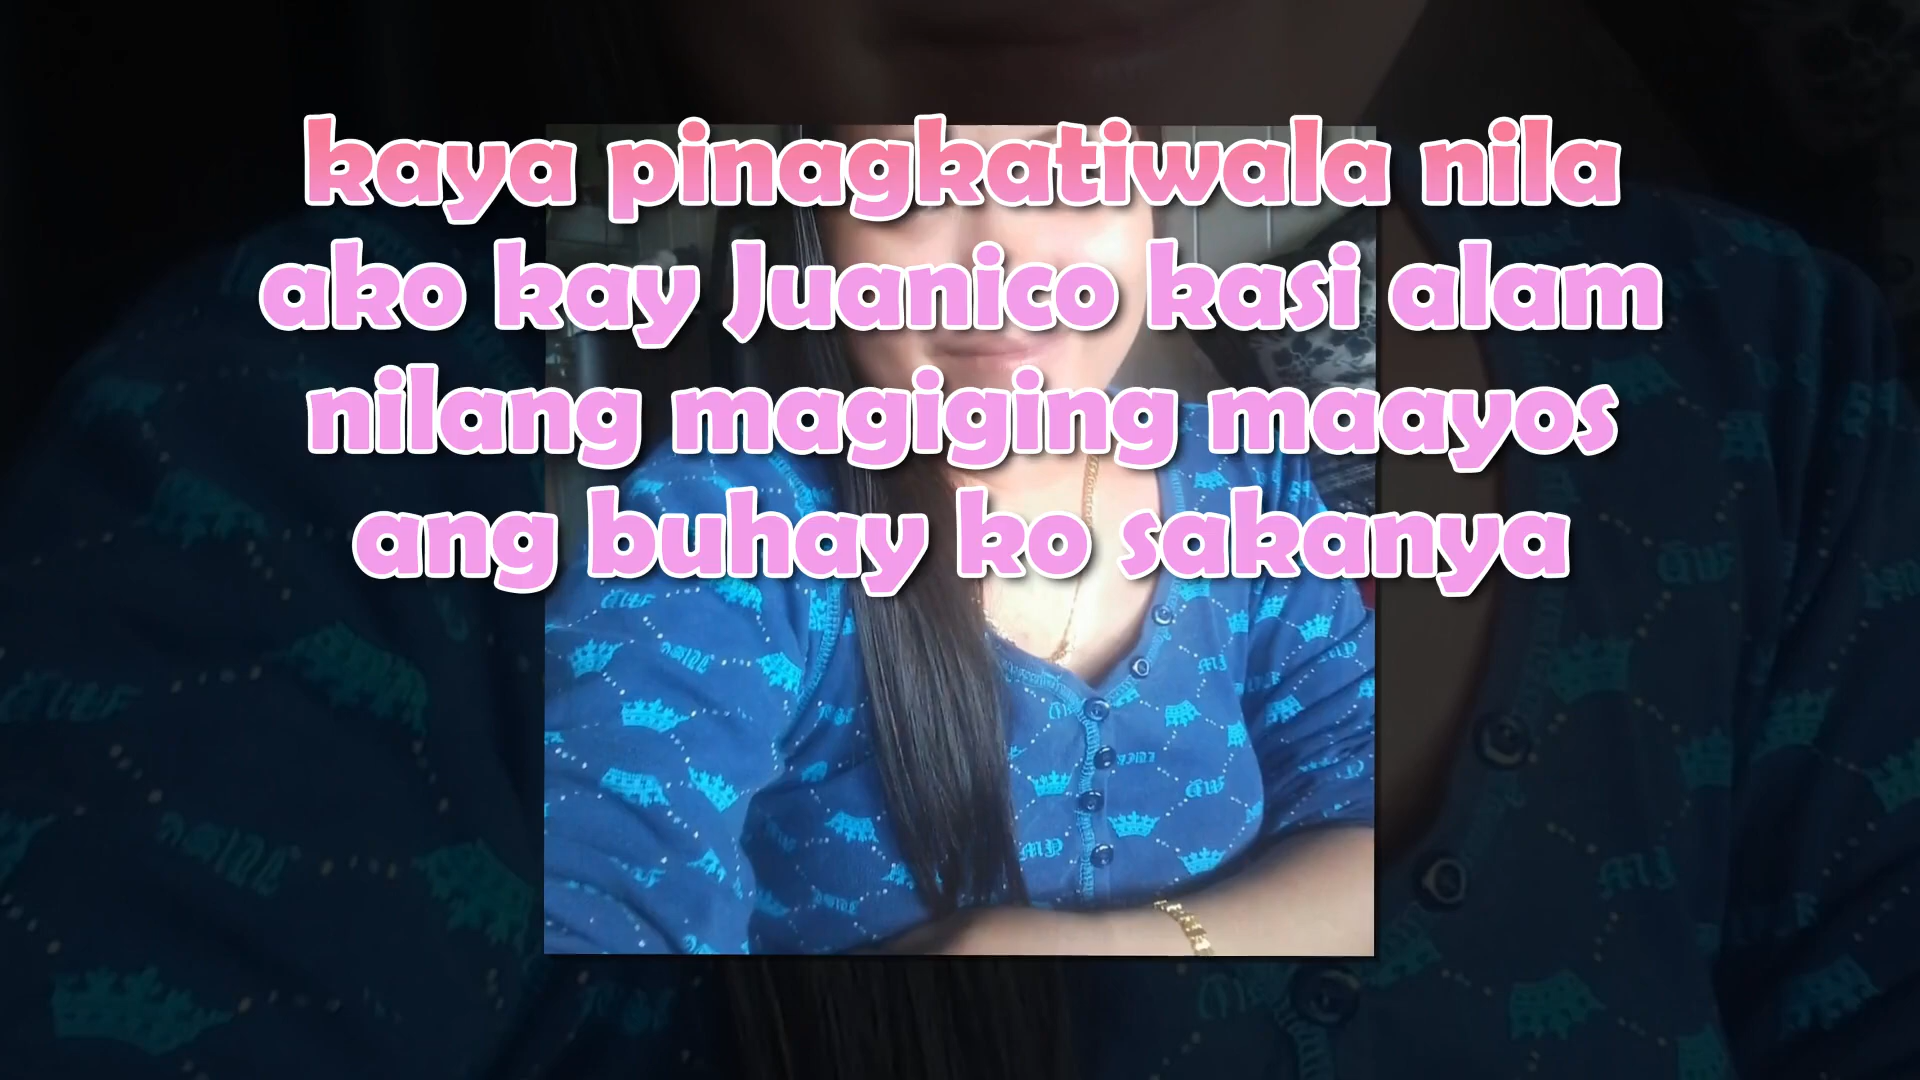 kaya pinagkatiwala nila
ako kay Juanico kasi alam
nilang magiging maayos
ang buhay ko sakanya